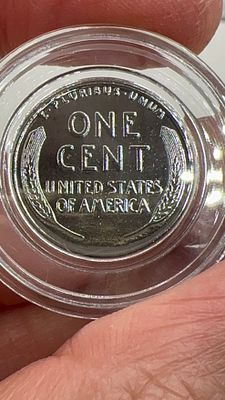 E·PLURIBUS·UNUM
ONE
CENT
UNITED STATES
OF AMERICA